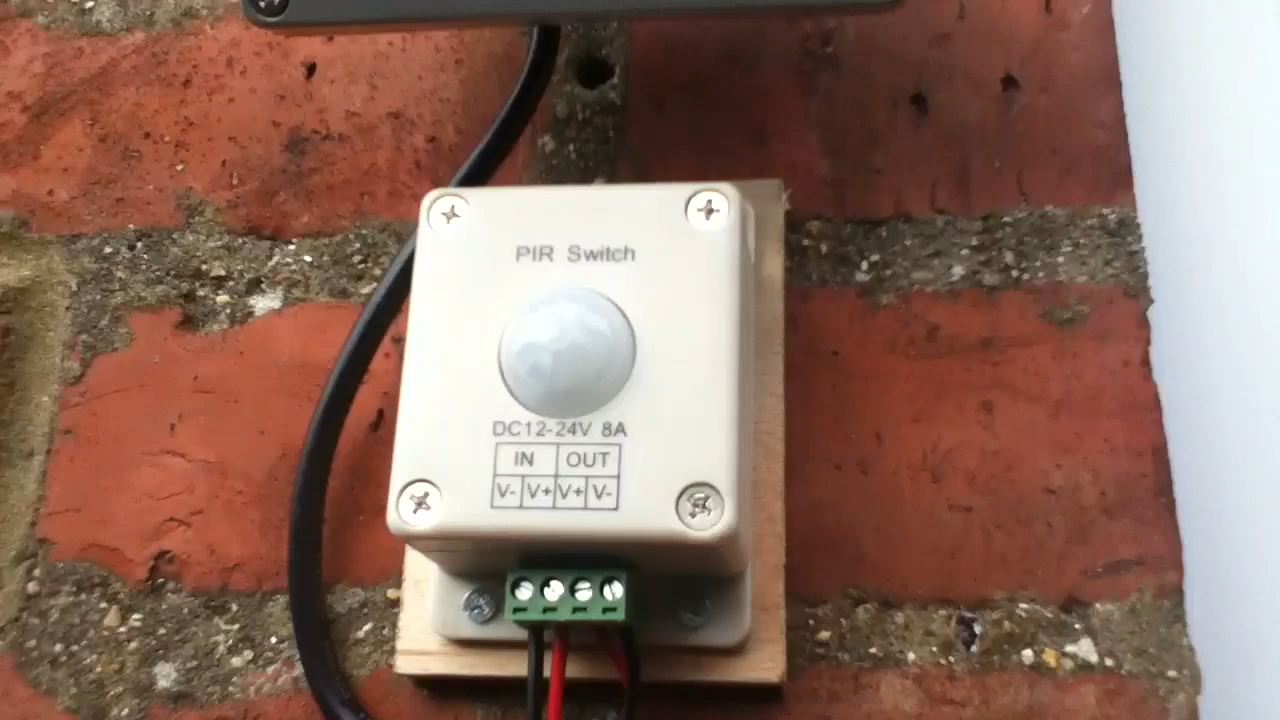 PIR Switch
DC12-24V 8A
IN OUT
V- V+ V+ V-